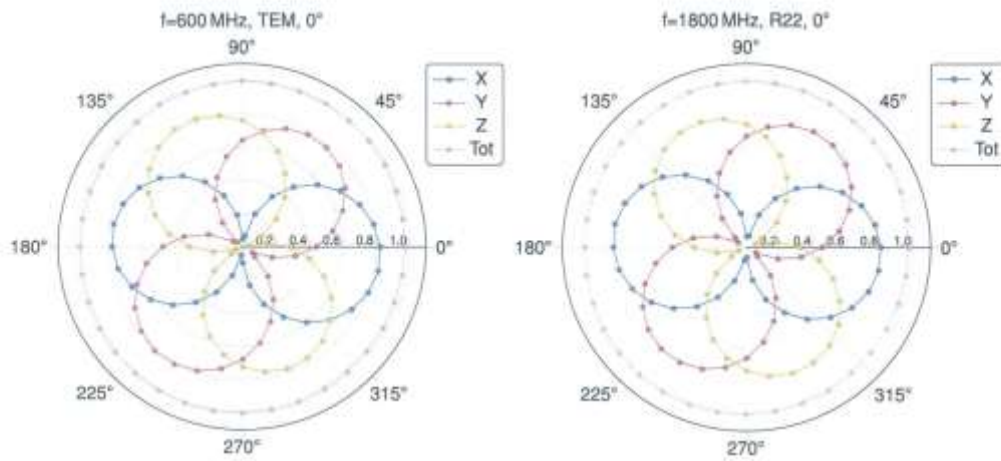 f=600 MHz, TEM, 0°
90°
135°
45°
X
Y
Z
Tot
180°
0.2 0.4 0.6 0.8 1.0
0°
225°
315°
270°
f=1800 MHz, R22, 0°
90°
135°
45°
X
Y
Z
Tot
180°
0.2 0.4 0.6 0.8 1.0
0°
225°
315°
270°